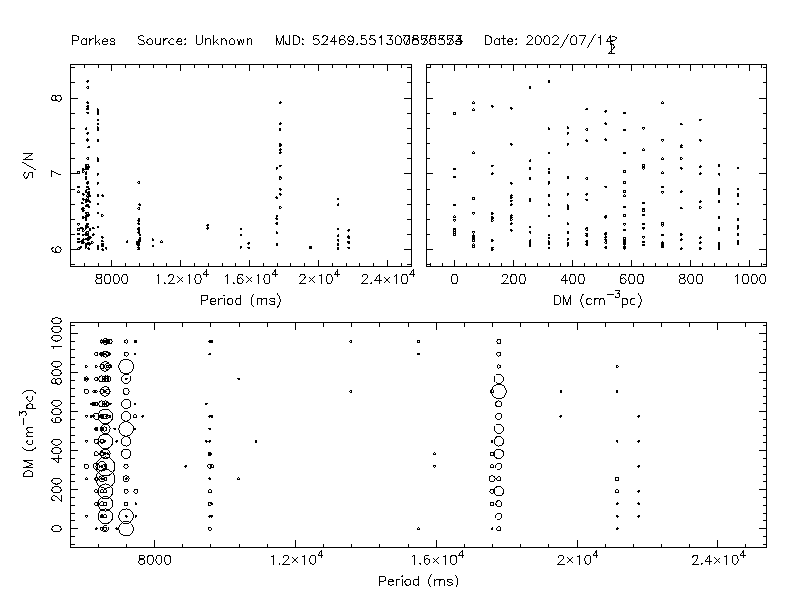 Parkes Source: Unknown MJD: Date: 2002/07/14
S/N
8
7
6
8000 1.2×10⁴ 1.6×10⁴ 2×10⁴ 2.4×10⁴
Period (ms)
0 200 400 600 800 1000
DM (cm⁻³pc)
DM (cm⁻³pc)
1000
800
600
400
200
0
8000 1.2×10⁴ 1.6×10⁴ 2×10⁴ 2.4×10⁴
Period (ms)